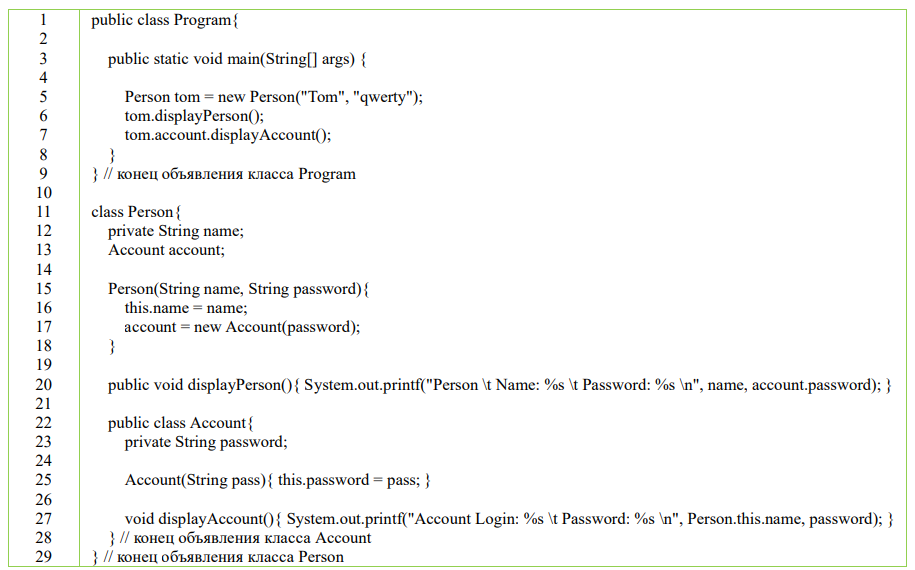 1 public class Program{
2
3 public static void main(String[] args) {
4
5 Person tom = new Person("Tom", "qwerty");
6 tom.displayPerson();
7 tom.account.displayAccount();
8 }
9 } // конец объявления класса Program
10
11 class Person{
12 private String name;
13 Account account;
14
15 Person(String name, String password){
16 this.name = name;
17 account = new Account(password);
18 }
19
20 public void displayPerson(){ System.out.printf("Person \t Name: %s \t Password: %s \n", name, account.password); }
21
22 public class Account{
23 private String password;
24
25 Account(String pass){ this.password = pass; }
26
27 void displayAccount(){ System.out.printf("Account Login: %s \t Password: %s \n", Person.this.name, password); }
28 } // конец объявления класса Account
29 } // конец объявления класса Person